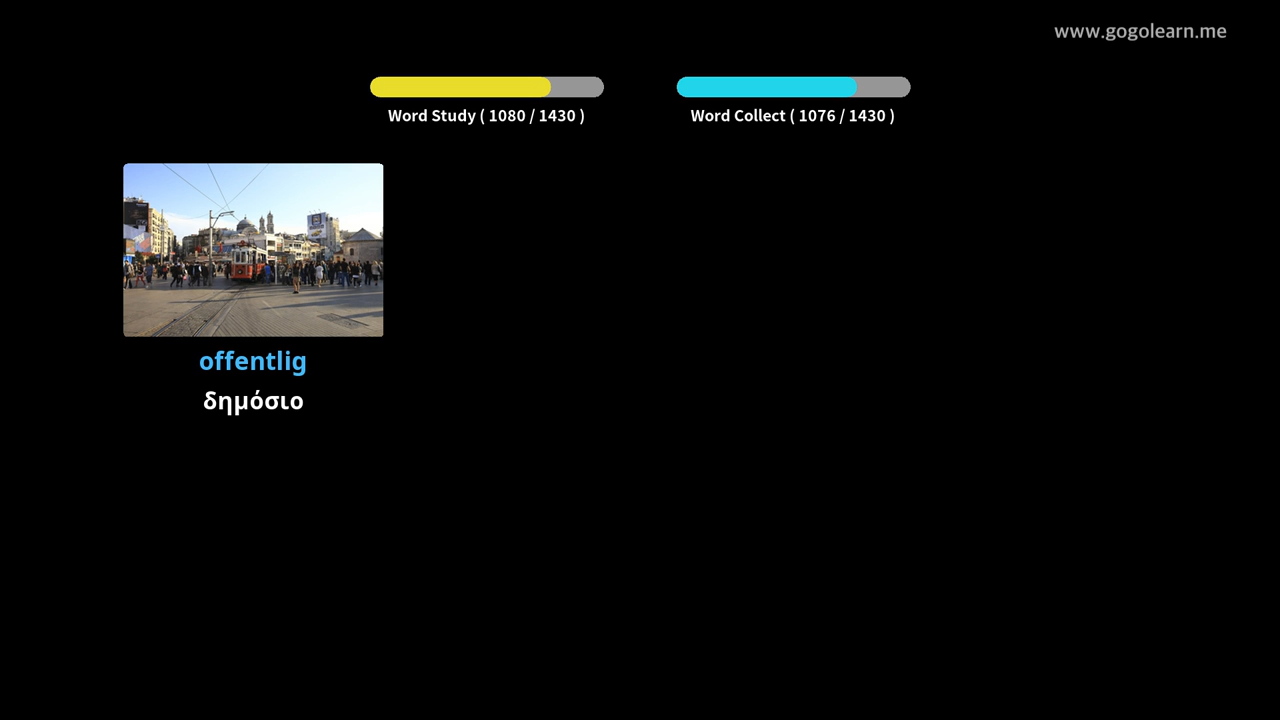 www.gogolearn.me
Word Study ( 1080 / 1430 )
Word Collect ( 1076 / 1430 )
offentlig
δημόσιο